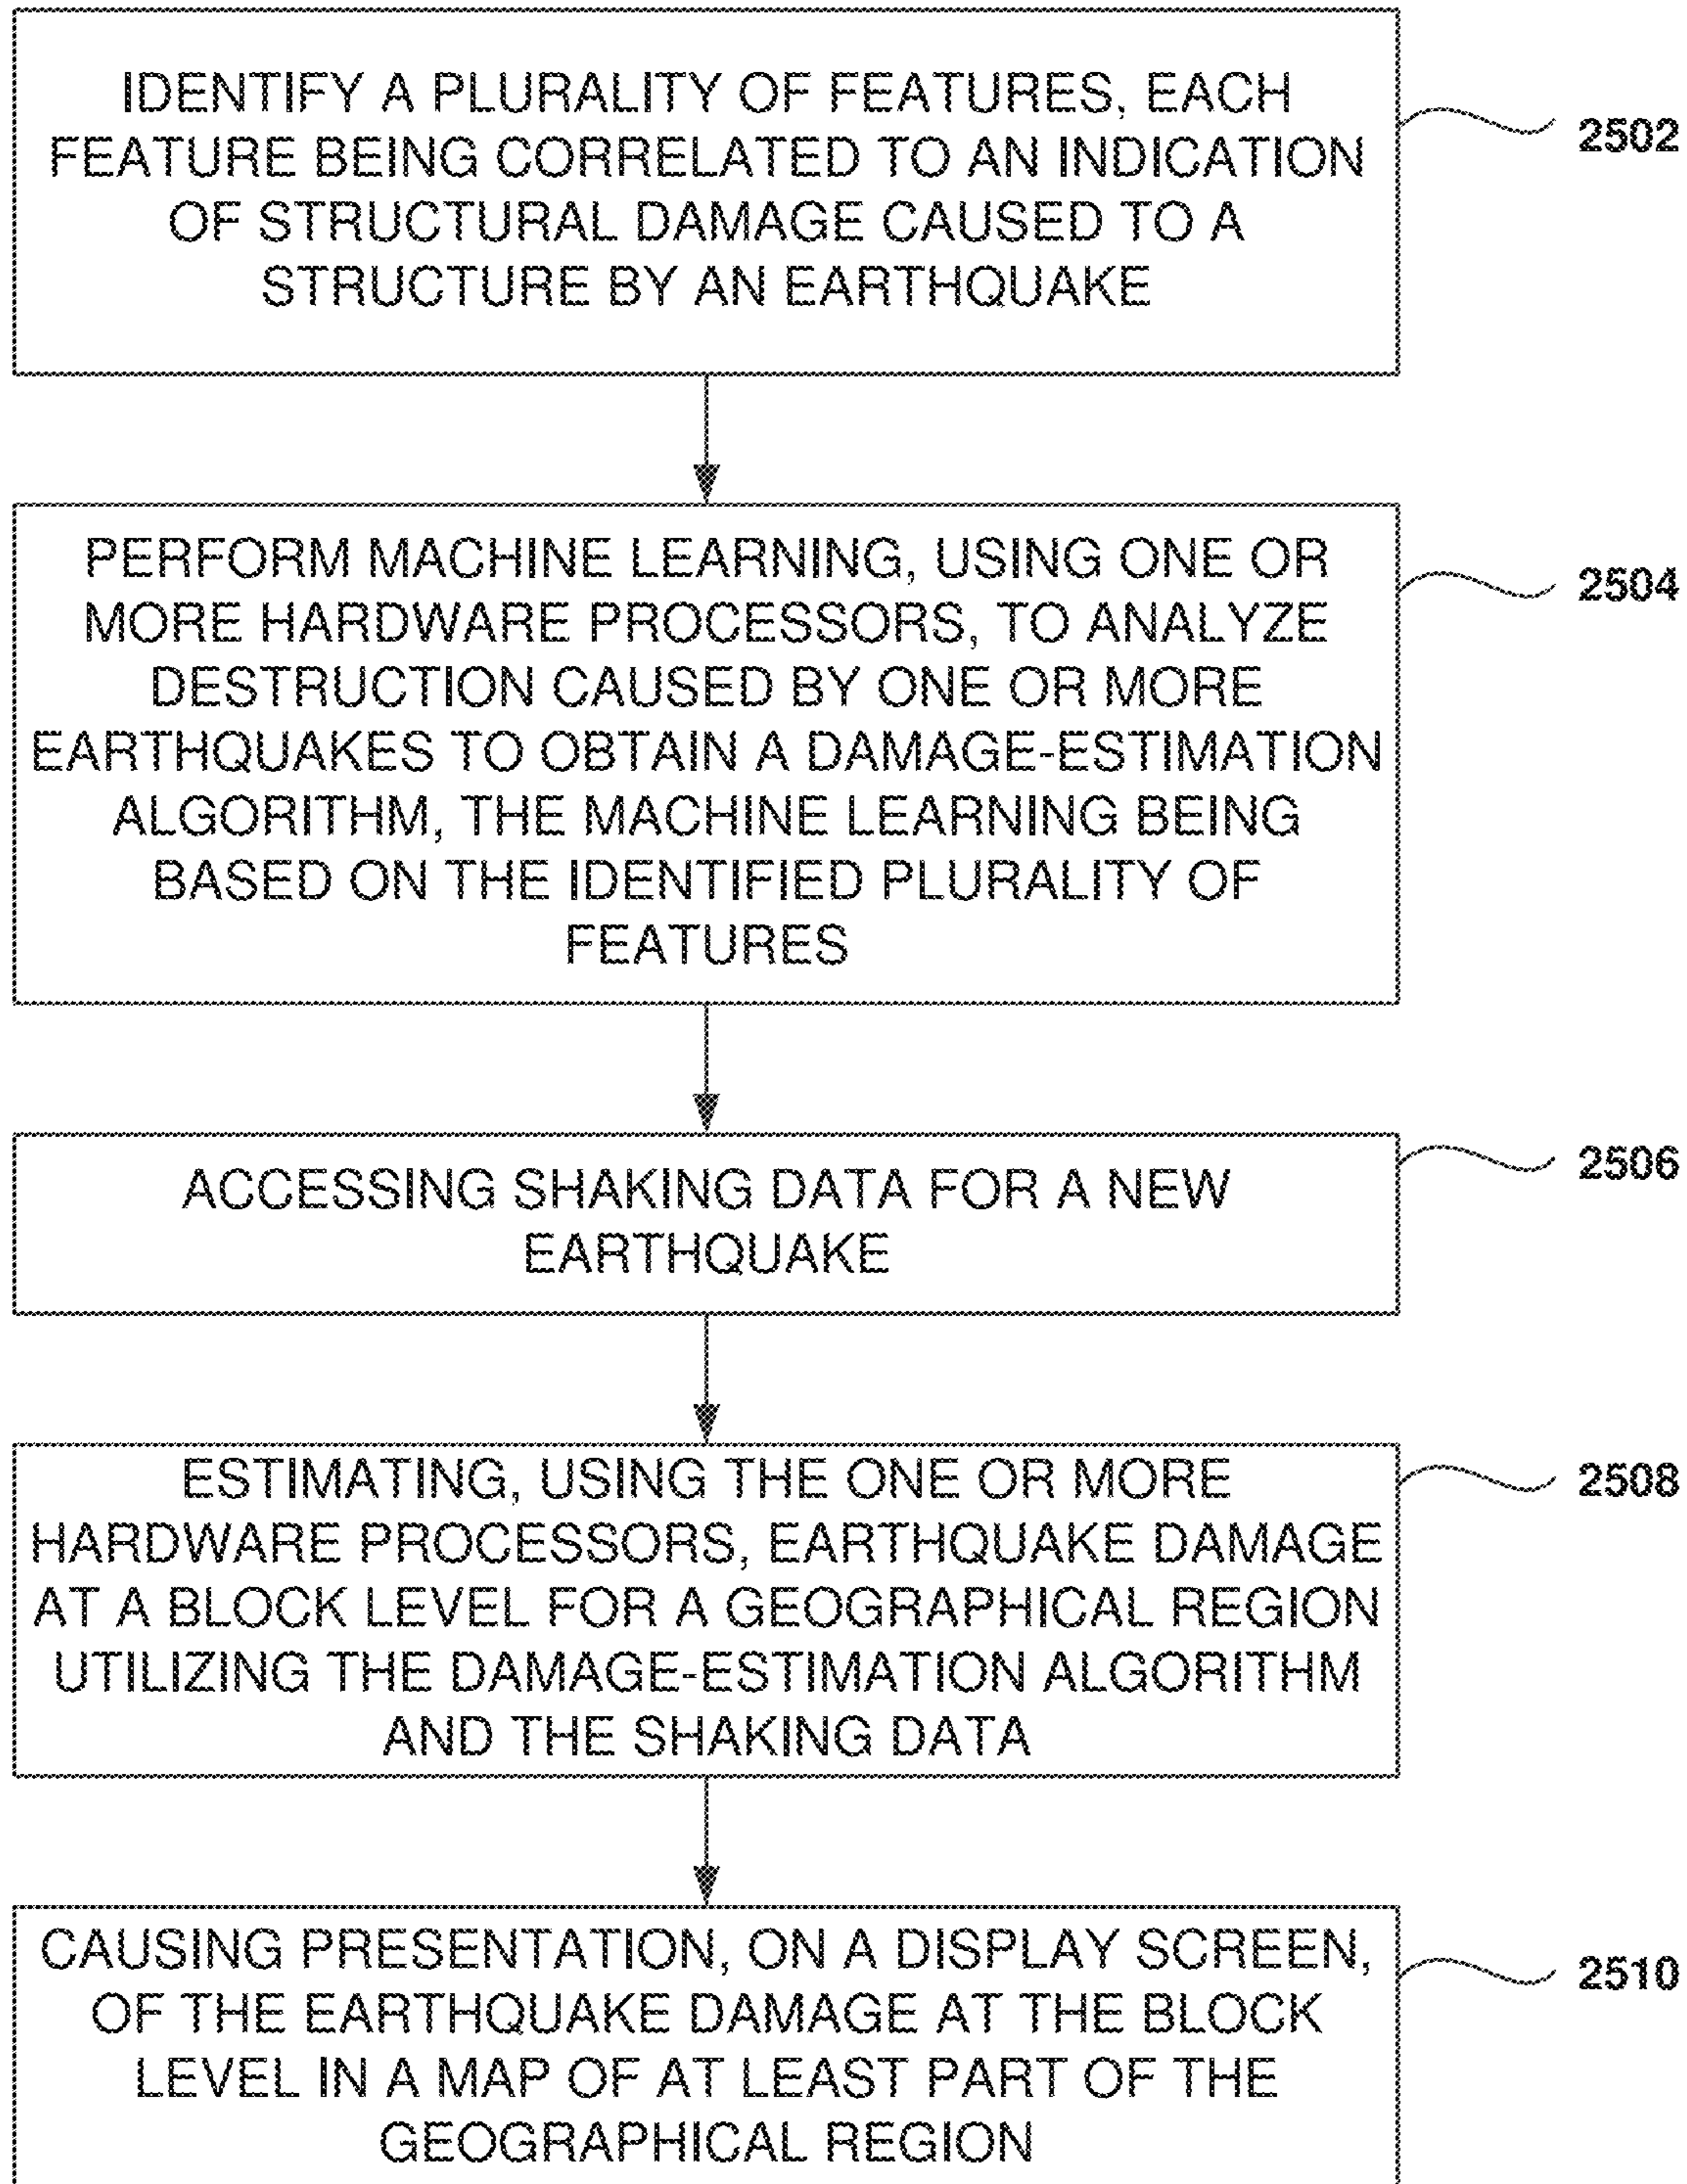 IDENTIFY A PLURALITY OF FEATURES, EACH
FEATURE BEING CORRELATED TO AN INDICATION
OF STRUCTURAL DAMAGE CAUSED TO A
STRUCTURE BY AN EARTHQUAKE
2502
PERFORM MACHINE LEARNING, USING ONE OR
MORE HARDWARE PROCESSORS, TO ANALYZE
DESTRUCTION CAUSED BY ONE OR MORE
EARTHQUAKES TO OBTAIN A DAMAGE-ESTIMATION
ALGORITHM, THE MACHINE LEARNING BEING
BASED ON THE IDENTIFIED PLURALITY OF
FEATURES
2504
ACCESSING SHAKING DATA FOR A NEW
EARTHQUAKE
2506
ESTIMATING, USING THE ONE OR MORE
HARDWARE PROCESSORS, EARTHQUAKE DAMAGE
AT A BLOCK LEVEL FOR A GEOGRAPHICAL REGION
UTILIZING THE DAMAGE-ESTIMATION ALGORITHM
AND THE SHAKING DATA
2508
CAUSING PRESENTATION, ON A DISPLAY SCREEN,
OF THE EARTHQUAKE DAMAGE AT THE BLOCK
LEVEL IN A MAP OF AT LEAST PART OF THE
GEOGRAPHICAL REGION
2510